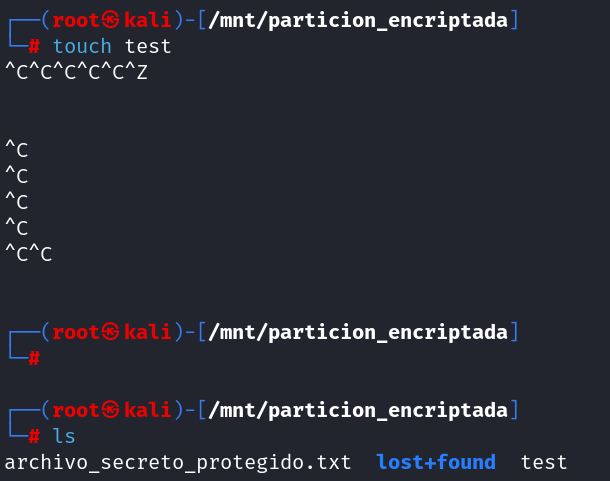 ┌──(root㉿kali)-[/mnt/particion_encriptada]
└─# touch test
^C^C^C^C^C^Z
^C
^C
^C
^C
^C^C
┌──(root㉿kali)-[/mnt/particion_encriptada]
└─#
┌──(root㉿kali)-[/mnt/particion_encriptada]
└─# ls
archivo_secreto_protegido.txt  lost+found  test